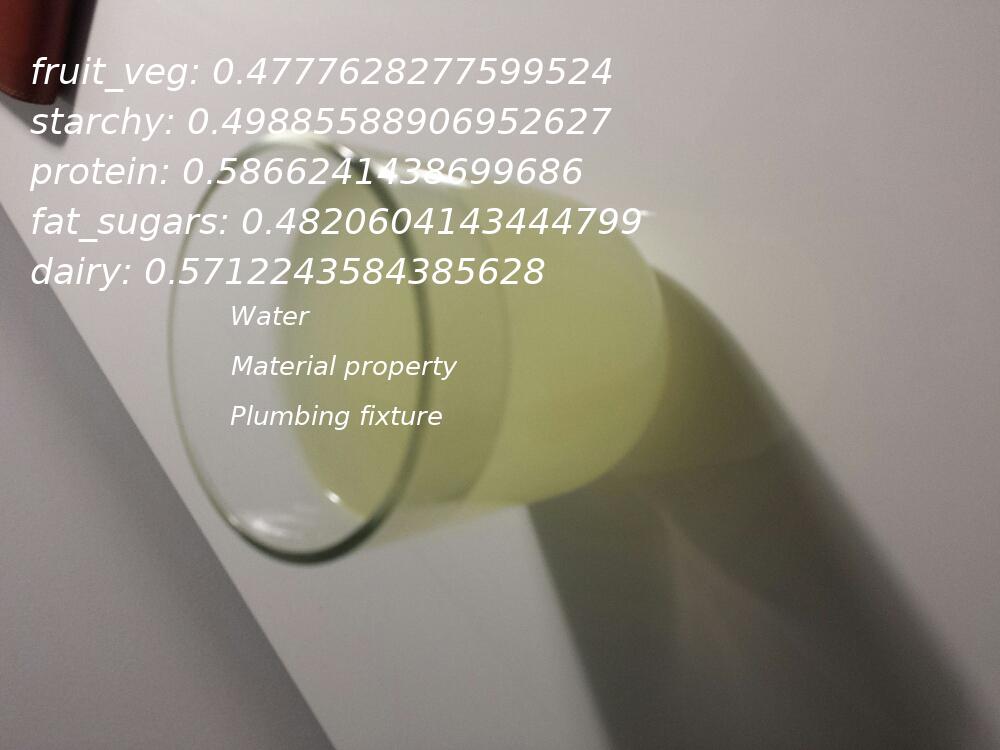 fruit_veg: 0.4777628277599524
starchy: 0.49885588906952627
protein: 0.5866241438699686
fat_sugars: 0.4820604143444799
dairy: 0.5712243584385628
Water
Material property
Plumbing fixture